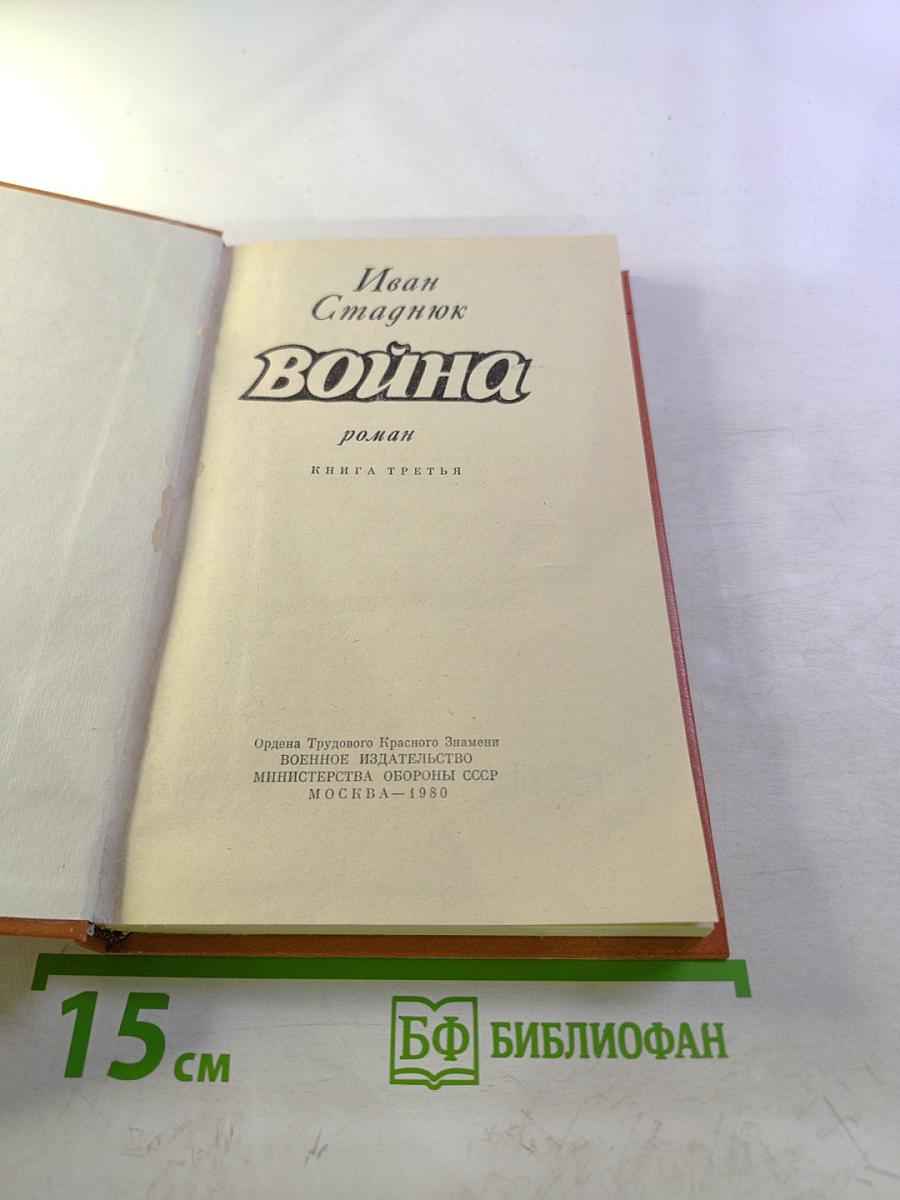 Иван
Стаднюк
война
роман
КНИГА ТРЕТЬЯ
Ордена Трудового Красного Знамени
ВОЕННОЕ ИЗДАТЕЛЬСТВО
МИНИСТЕРСТВА ОБОРОНЫ СССР
МОСКВА—1980
15 см
БФ БИБЛИОФАН